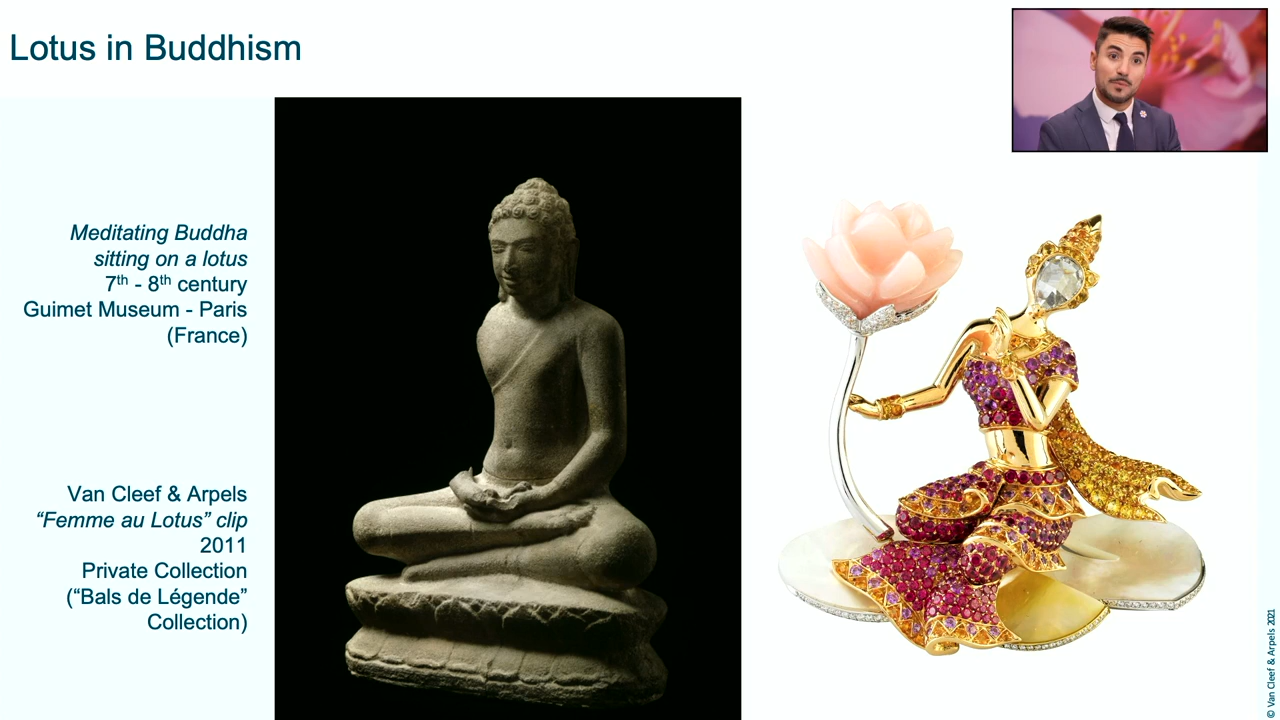 Lotus in Buddhism
Meditating Buddha
sitting on a lotus
7th - 8th century
Guimet Museum - Paris
(France)
Van Cleef & Arpels
“Femme au Lotus” clip
2011
Private Collection
(“Bals de Légende”
Collection)
© Van Cleef & Arpels 2021